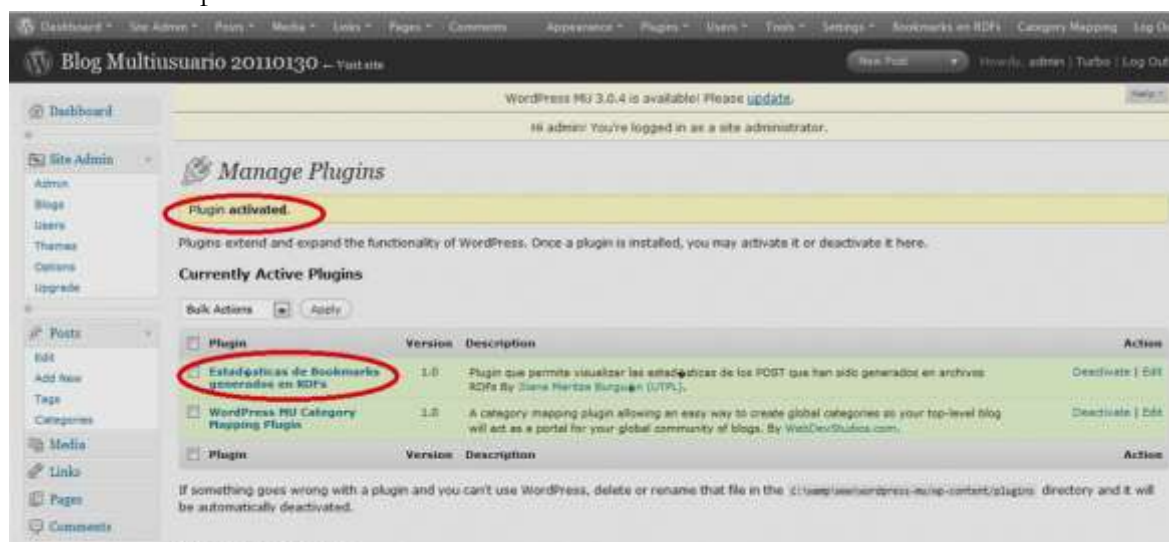 Dashboard Site Admin Posts Media Links Pages Comments Appearance Plugins Users Tools Settings Bookmarks en RDFs Category Mapping Log
Blog Multiusuario 20110130 – Visit site New Post Howdy, admin | Turbo | Log Out
WordPress MU 3.0.4 is available! Please update. Help
Hi admin! You're logged in as a site administrator.
Dashboard
Site Admin
Admin
Blogs
Users
Themes
Options
Upgrade
Posts
Edit
Add New
Tags
Categories
Media
Links
Pages
Comments
Manage Plugins
Plugin activated.
Plugins extend and expand the functionality of WordPress. Once a plugin is installed, you may activate it or deactivate it here.
Currently Active Plugins
Bulk Actions Apply
Plugin Version Description Action
Estad�sticas de Bookmarks 1.0 Plugin que permite visualizar las estad�sticas de los POST que han sido generados en archivos Deactivate | Edit
generados en RDFs RDFs By (UTPL).
WordPress MU Category 1.0 A category mapping plugin allowing an easy way to create global categories so your top-level blog Deactivate | Edit
Mapping Plugin will act as a portal for your global community of blogs. By WebDevStudios.com.
Plugin Version Description Action
If something goes wrong with a plugin and you can't use WordPress, delete or rename that file in the directory and it will
be automatically deactivated.